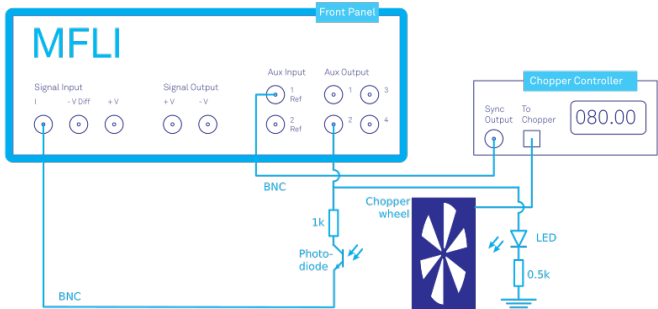 Front Panel
MFLI
Signal Input
I
- V Diff
+ V
Signal Output
+ V
- V
Aux Input
1
Ref
2
Ref
Aux Output
1
3
2
4
Chopper Controller
Sync
Output
To
Chopper
080.00
BNC
Chopper
wheel
1k
Photo-
diode
LED
0.5k
BNC